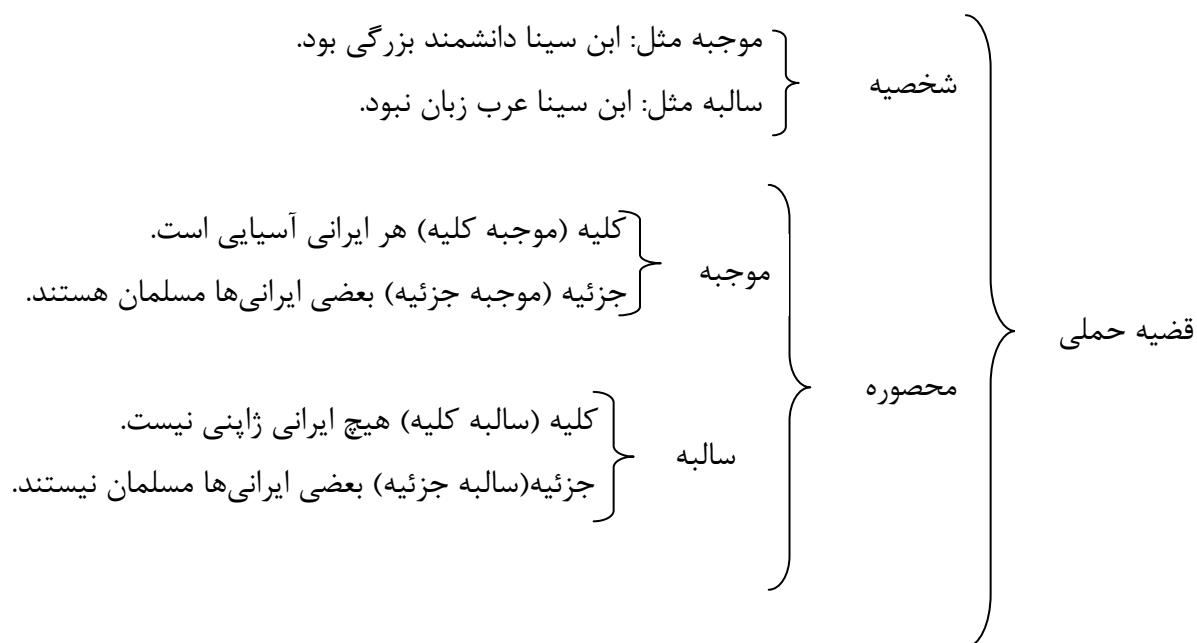 موجبه مثل: ابن سینا دانشمند بزرگی بود.
شخصیه
سالبه مثل: ابن سینا عرب زبان نبود.
کلیه (موجبه کلیه) هر ایرانی آسیایی است.
موجبه
جزئیه (موجبه جزئیه) بعضی ایرانی‌ها مسلمان هستند.
قضیه حملی
محصوره
کلیه (سالبه کلیه) هیچ ایرانی ژاپنی نیست.
سالبه
جزئیه(سالبه جزئیه) بعضی ایرانی‌ها مسلمان نیستند.